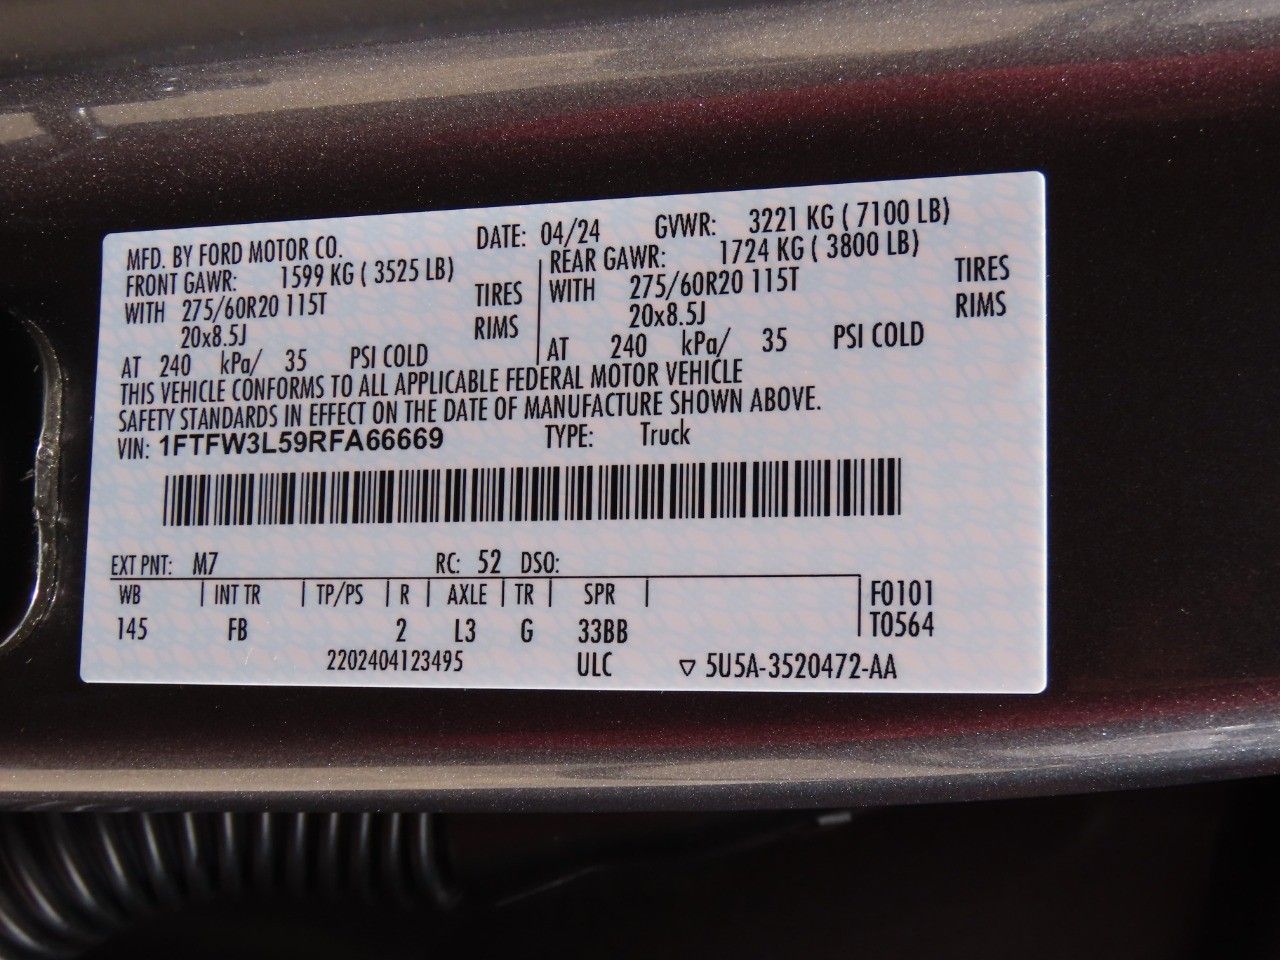 MFD. BY FORD MOTOR CO. DATE: 04/24 GVWR: 3221 KG ( 7100 LB)
FRONT GAWR: 1599 KG ( 3525 LB) REAR GAWR: 1724 KG ( 3800 LB)
WITH 275/60R20 115T TIRES WITH 275/60R20 115T TIRES
20x8.5J RIMS 20x8.5J RIMS
AT 240 kPa/ 35 PSI COLD AT 240 kPa/ 35 PSI COLD
THIS VEHICLE CONFORMS TO ALL APPLICABLE FEDERAL MOTOR VEHICLE
SAFETY STANDARDS IN EFFECT ON THE DATE OF MANUFACTURE SHOWN ABOVE.
VIN: 1FTFW3L59RFA66669 TYPE: Truck
EXT PNT: M7 RC: 52 DSO:
WB INT TR TP/PS R AXLE TR SPR F0101
145 FB 2 L3 G 33BB T0564
2202404123495 ULC ▽ 5U5A-3520472-AA